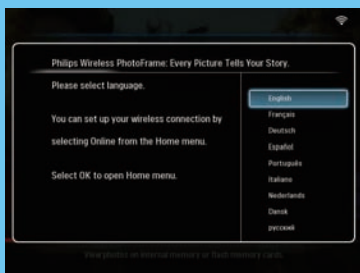 Philips Wireless PhotoFrame: Every Picture Tells Your Story.
Please select language.
You can set up your wireless connection by
selecting Online from the Home menu.
Select OK to open Home menu.
English
Français
Deutsch
Español
Português
Italiano
Nederlands
Dansk
русский
View photos on internal memory or flash memory cards